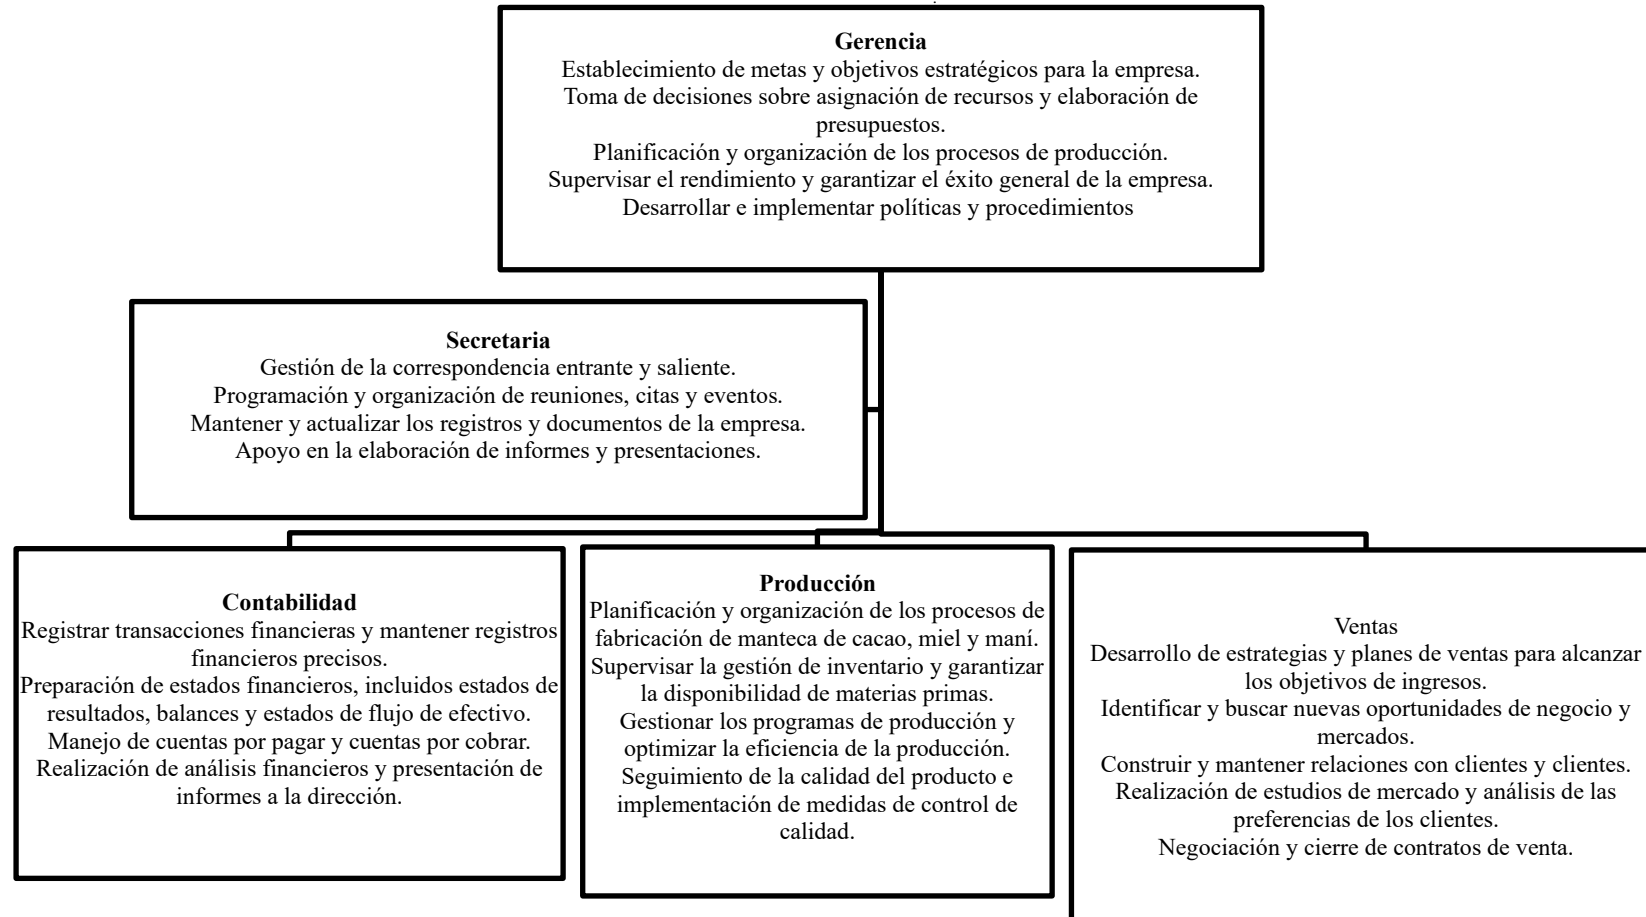 Gerencia
Establecimiento de metas y objetivos estratégicos para la empresa.
Toma de decisiones sobre asignación de recursos y elaboración de
presupuestos.
Planificación y organización de los procesos de producción.
Supervisar el rendimiento y garantizar el éxito general de la empresa.
Desarrollar e implementar políticas y procedimientos
Secretaria
Gestión de la correspondencia entrante y saliente.
Programación y organización de reuniones, citas y eventos.
Mantener y actualizar los registros y documentos de la empresa.
Apoyo en la elaboración de informes y presentaciones.
Contabilidad
Registrar transacciones financieras y mantener registros
financieros precisos.
Preparación de estados financieros, incluidos estados de
resultados, balances y estados de flujo de efectivo.
Manejo de cuentas por pagar y cuentas por cobrar.
Realización de análisis financieros y presentación de
informes a la dirección.
Producción
Planificación y organización de los procesos de
fabricación de manteca de cacao, miel y maní.
Supervisar la gestión de inventario y garantizar
la disponibilidad de materias primas.
Gestionar los programas de producción y
optimizar la eficiencia de la producción.
Seguimiento de la calidad del producto e
implementación de medidas de control de
calidad.
Ventas
Desarrollo de estrategias y planes de ventas para alcanzar
los objetivos de ingresos.
Identificar y buscar nuevas oportunidades de negocio y
mercados.
Construir y mantener relaciones con clientes y clientes.
Realización de estudios de mercado y análisis de las
preferencias de los clientes.
Negociación y cierre de contratos de venta.